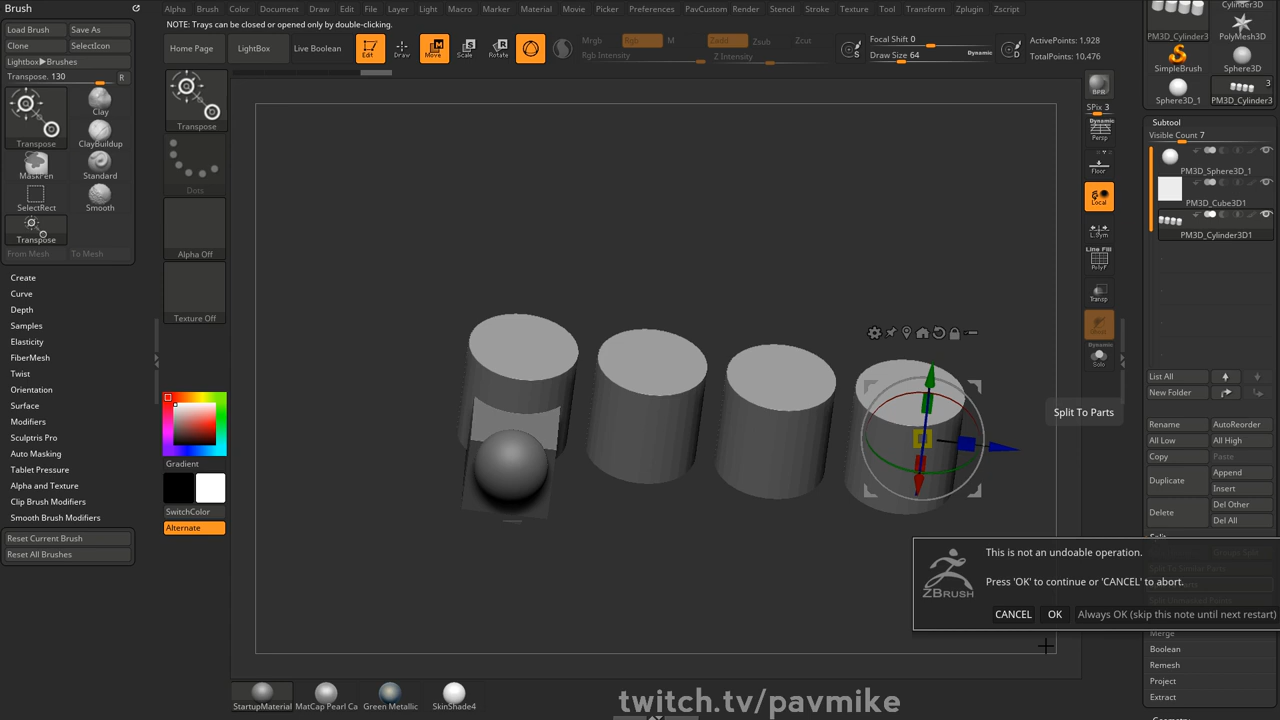 Brush
Alpha Brush Color Document Draw Edit File Layer Light Macro Marker Material Movie Picker Preferences PavCustom Render Stencil Stroke Texture Tool Transform Zplugin Zscript
NOTE: Trays can be closed or opened only by double-clicking.
Load Brush Save As
Clone SelectIcon
Lightbox▶Brushes
Transpose. 130 R
Transpose
Clay
ClayBuildup
MaskPen
Standard
SelectRect
Smooth
Transpose
From Mesh To Mesh
Create
Curve
Depth
Samples
Elasticity
FiberMesh
Twist
Orientation
Surface
Modifiers
Sculptris Pro
Auto Masking
Tablet Pressure
Alpha and Texture
Clip Brush Modifiers
Smooth Brush Modifiers
Reset Current Brush
Reset All Brushes
Home Page LightBox Live Boolean
Edit Draw Move Scale Rotate
Mrgb Rgb M
Rgb Intensity
Zadd Zsub Zcut
Z Intensity
S
Focal Shift 0
Draw Size 64 Dynamic
D
ActivePoints: 1,928
TotalPoints: 10,476
Transpose
Dots
Alpha Off
Texture Off
Gradient
SwitchColor
Alternate
BPR
SPix 3
Dynamic
Persp
Floor
Local
L.Sym
Line Fill
PolyF
Transp
Dynamic
Solo
Cylinder3D
PM3D_Cylinder3
PolyMesh3D
SimpleBrush Sphere3D
3
Sphere3D_1 PM3D_Cylinder3
Subtool
Visible Count 7
PM3D_Sphere3D_1
PM3D_Cube3D1
PM3D_Cylinder3D1
List All
New Folder
Split To Parts
Rename AutoReorder
All Low All High
Copy Paste
Duplicate
Append
Insert
Delete
Del Other
Del All
Split
This is not an undoable operation.
Press 'OK' to continue or 'CANCEL' to abort.
ZBRUSH
CANCEL OK Always OK (skip this note until next restart)
Merge
Boolean
Remesh
Project
Extract
Geometry
StartupMaterial MatCap Pearl Ca Green Metallic SkinShade4
twitch.tv/pavmike